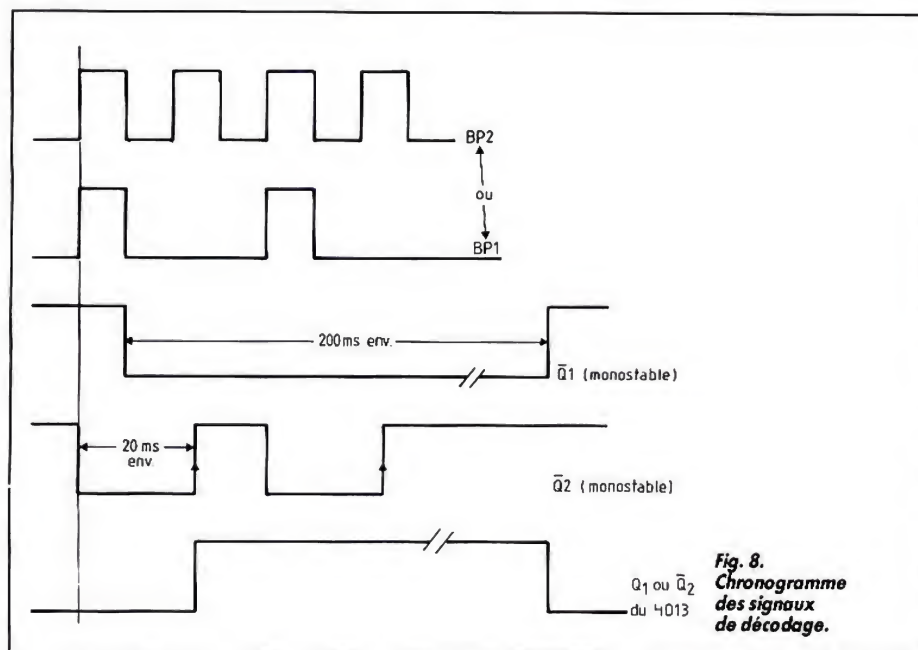 BP2
ou
BP1
200ms env.
Q̅1 (monostable)
20 ms
env.
Q̅2 (monostable)
Q₁ ou Q̅₂
du 4013
Fig. 8.
Chronogramme
des signaux
de décodage.